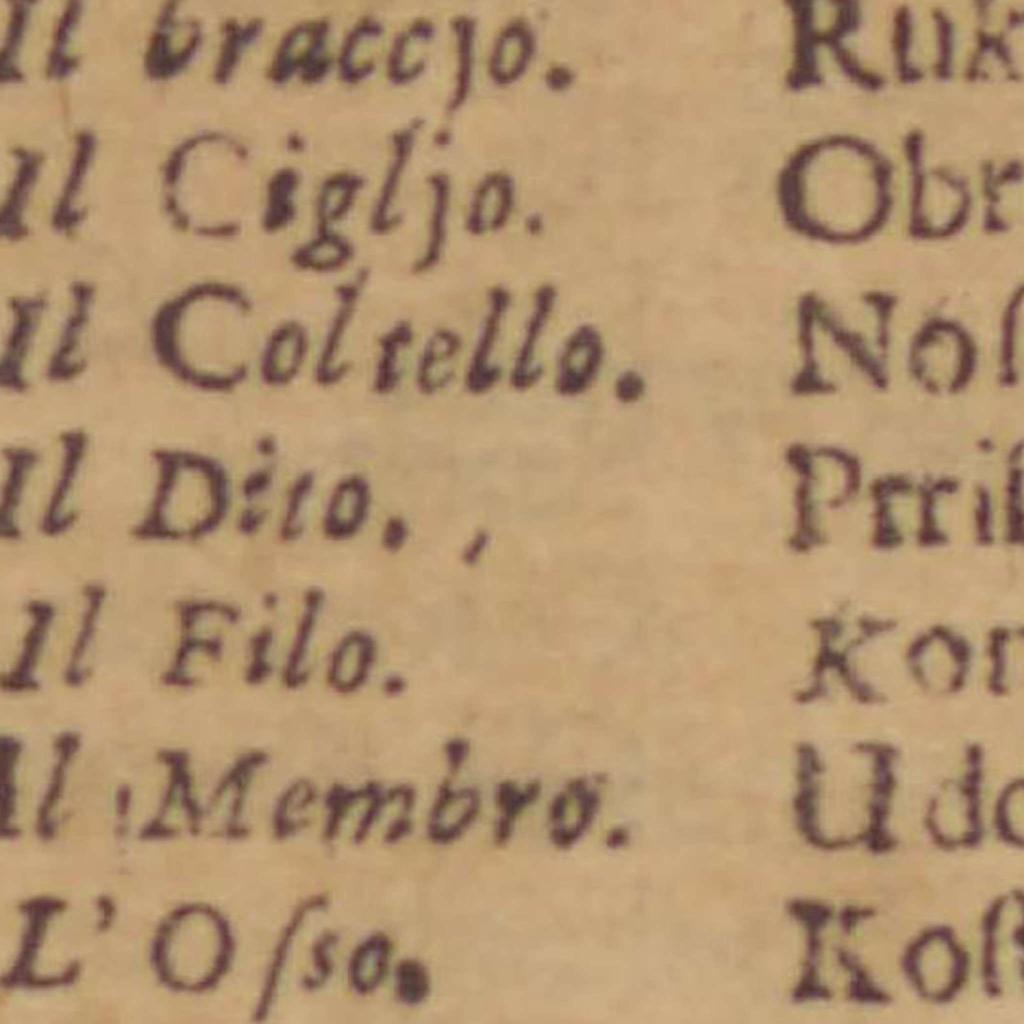 Il braccjo. Ruk
Il Cigljo. Obr
Il Coltello. Noſ
Il Dito. , Prriſ
Il Filo. Kon
Il Membro. Udo
L' Oſso. Koſ